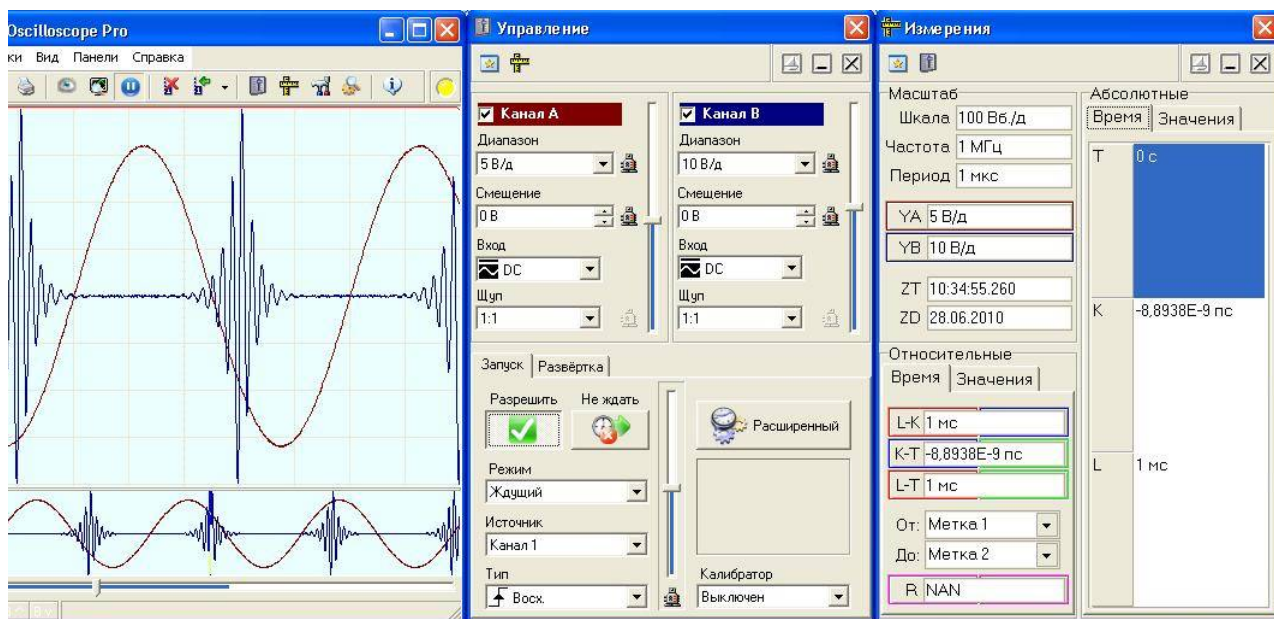 Oscilloscope Pro
ки Вид Панели Справка
Управление
Канал A
Диапазон
5 В/д
Смещение
0 В
Вход
DC
Щуп
1:1
Канал B
Диапазон
10 В/д
Смещение
0 В
Вход
DC
Щуп
1:1
Запуск Развёртка
Разрешить Не ждать
Расширенный
Режим
Ждущий
Источник
Канал 1
Тип
Восх.
Калибратор
Выключен
Измерения
Масштаб
Шкала 100 Вб./д
Частота 1 МГц
Период 1 мкс
YA 5 В/д
YB 10 В/д
ZT 10:34:55.260
ZD 28.06.2010
Относительные
Время Значения
L-K 1 мс
K-T -8,8938E-9 пс
L-T 1 мс
От: Метка 1
До: Метка 2
R NAN
Абсолютные
Время Значения
T 0 с
K -8,8938E-9 пс
L 1 мс